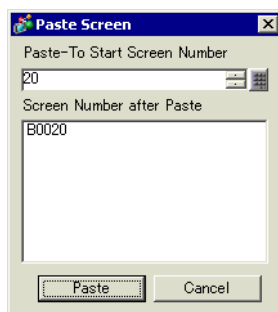 Paste Screen
Paste-To Start Screen Number
20
Screen Number after Paste
B0020
Paste
Cancel